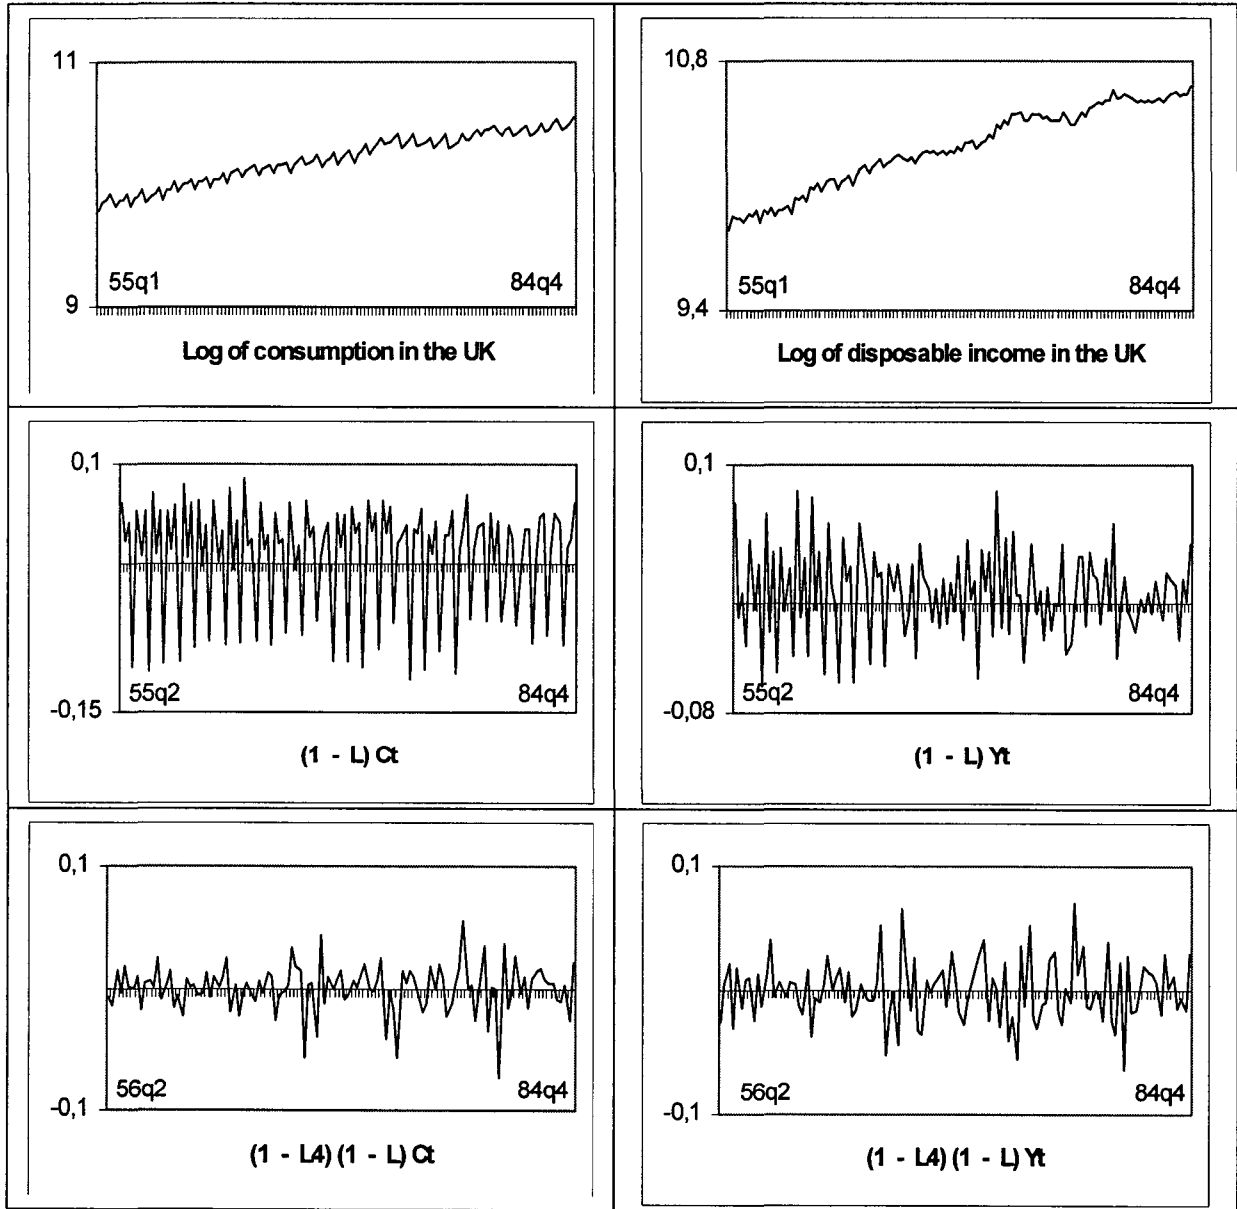 11
55q1
84q4
9
Log of consumption in the UK
10,8
55q1
84q4
9,4
Log of disposable income in the UK
0,1
55q2
84q4
-0,15
(1 - L) Ct
0,1
55q2
84q4
-0,08
(1 - L) Yt
0,1
56q2
84q4
-0,1
(1 - L4) (1 - L) Ct
0,1
56q2
84q4
-0,1
(1 - L4) (1 - L) Yt